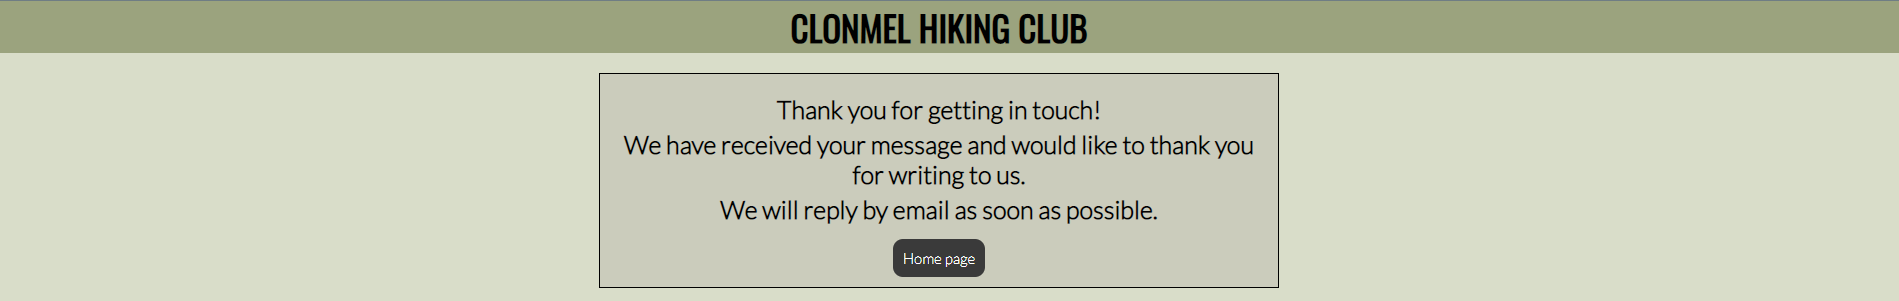 CLONMEL HIKING CLUB
Thank you for getting in touch!
We have received your message and would like to thank you
for writing to us.
We will reply by email as soon as possible.
Home page